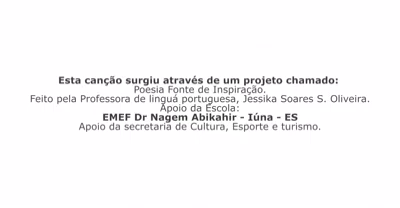 Esta canção surgiu através de um projeto chamado:
Poesia Fonte de Inspiração.
Feito pela Professora de linguá portuguesa, Jessika Soares S. Oliveira.
Apoio da Escola:
EMEF Dr Nagem Abikahir - Iúna - ES
Apoio da secretaria de Cultura, Esporte e turismo.